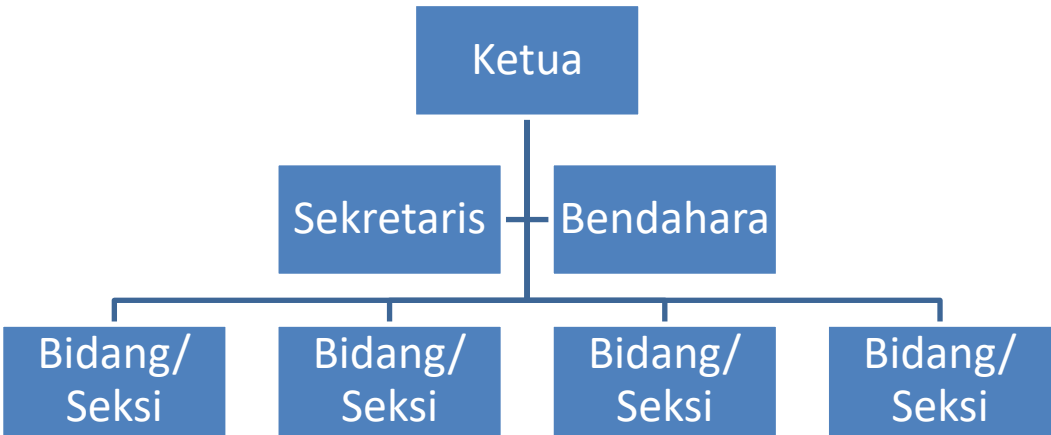 Ketua
Sekretaris
Bendahara
Bidang/
Seksi
Bidang/
Seksi
Bidang/
Seksi
Bidang/
Seksi